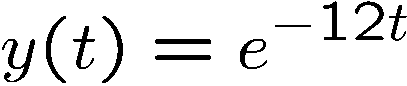 y(t) = e^{-12t}